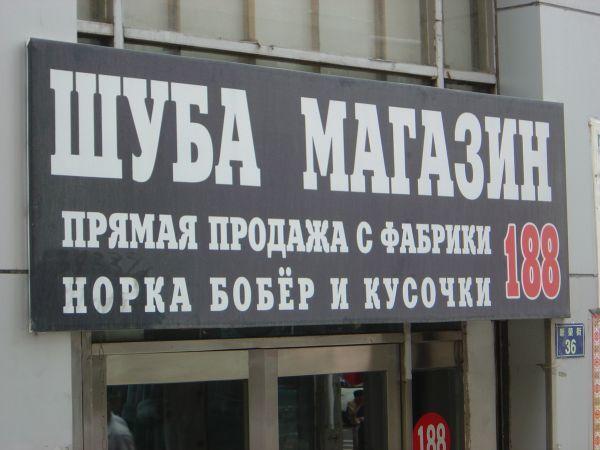 ШУБА МАГАЗИН
ПРЯМАЯ ПРОДАЖА С ФАБРИКИ 188
НОРКА БОБЁР И КУСОЧКИ
36
188